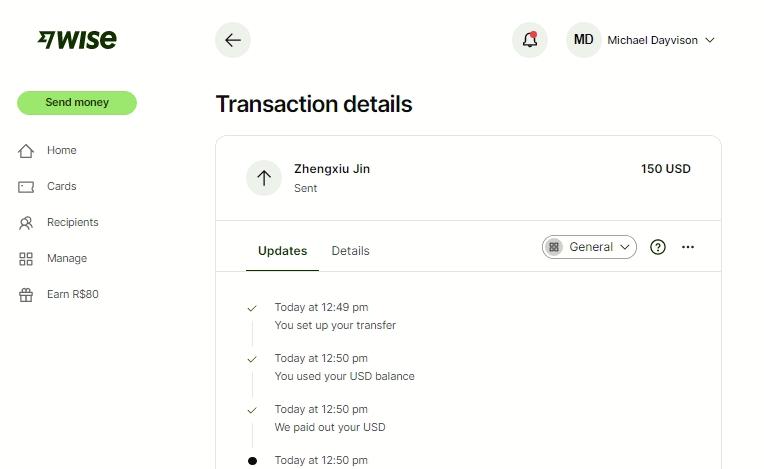 WISE
MD
Michael Dayvison
Send money
Transaction details
Home
Cards
Recipients
Manage
Earn R$80
Zhengxiu Jin
150 USD
Sent
Updates
Details
General
Today at 12:49 pm
You set up your transfer
Today at 12:50 pm
You used your USD balance
Today at 12:50 pm
We paid out your USD
Today at 12:50 pm